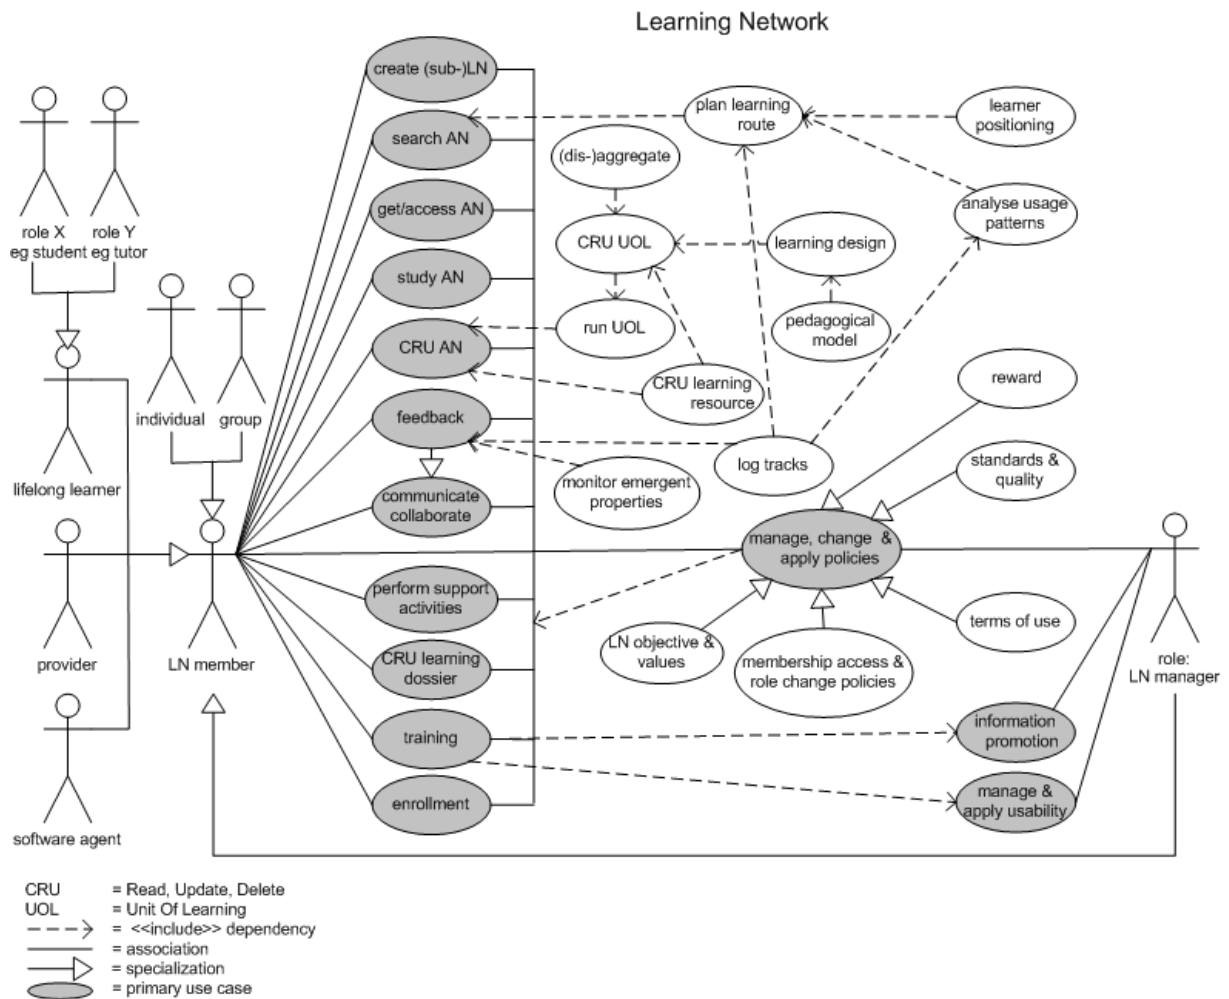 Learning Network
create (sub-)LN
search AN
get/access AN
study AN
CRU AN
feedback
communicate
collaborate
perform support
activities
CRU learning
dossier
training
enrollment
plan learning
route
learner
positioning
(dis-)aggregate
analyse usage
patterns
CRU UOL
learning design
run UOL
pedagogical
model
CRU learning
resource
reward
log tracks
monitor emergent
properties
standards &
quality
manage, change &
apply policies
LN objective &
values
membership access &
role change policies
terms of use
information
promotion
manage &
apply usability
role X
eg student
role Y
eg tutor
individual
group
lifelong learner
provider
LN member
software agent
role:
LN manager
CRU = Read, Update, Delete
UOL = Unit Of Learning
= <<include>> dependency
= association
= specialization
= primary use case